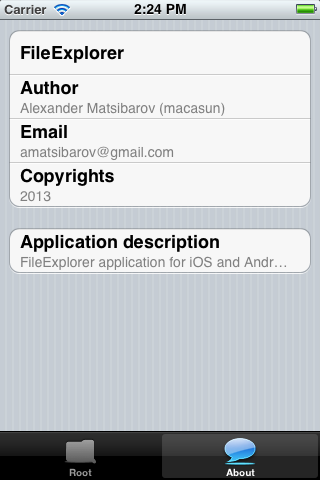 Carrier 2:24 PM
FileExplorer
Author
Alexander Matsibarov (macasun)
Email
amatsibarov@gmail.com
Copyrights
2013
Application description
FileExplorer application for iOS and Andr…
Root About